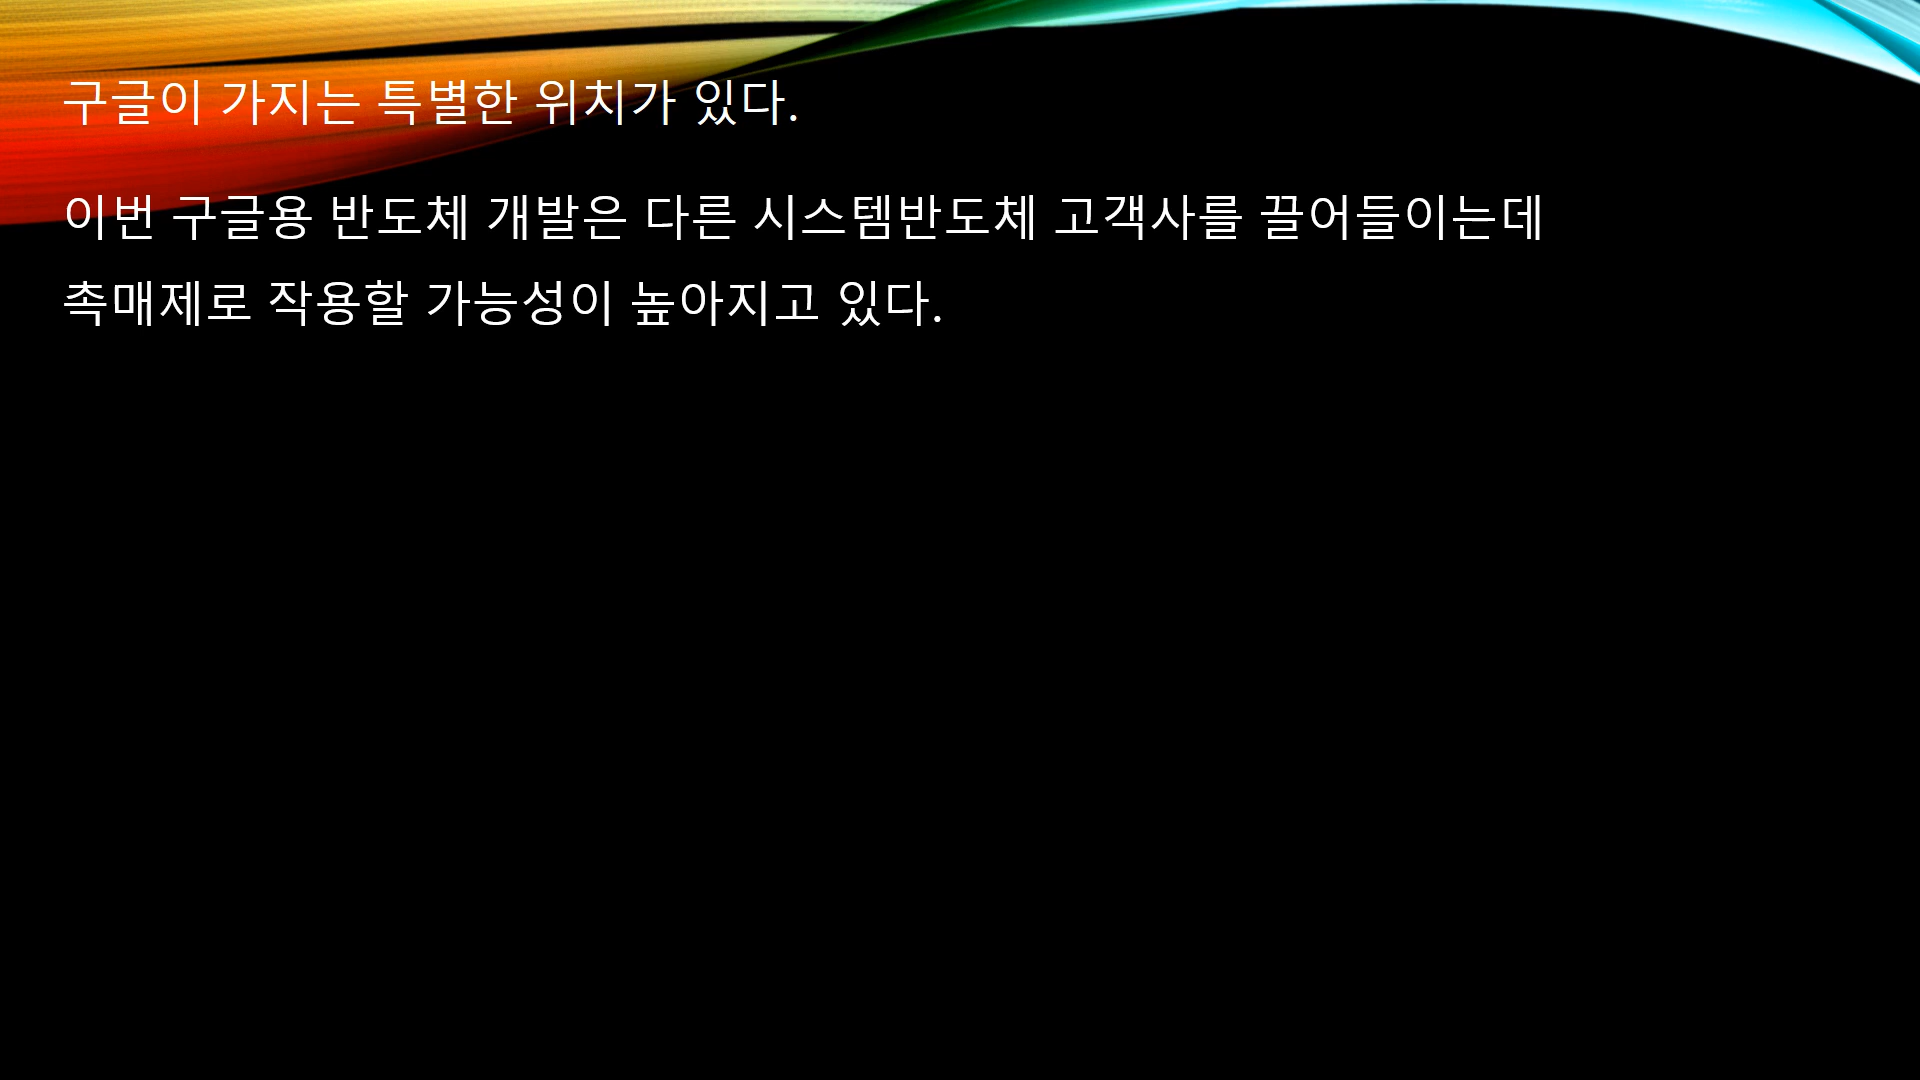 구글이 가지는 특별한 위치가 있다.
이번 구글용 반도체 개발은 다른 시스템반도체 고객사를 끌어들이는데
촉매제로 작용할 가능성이 높아지고 있다.